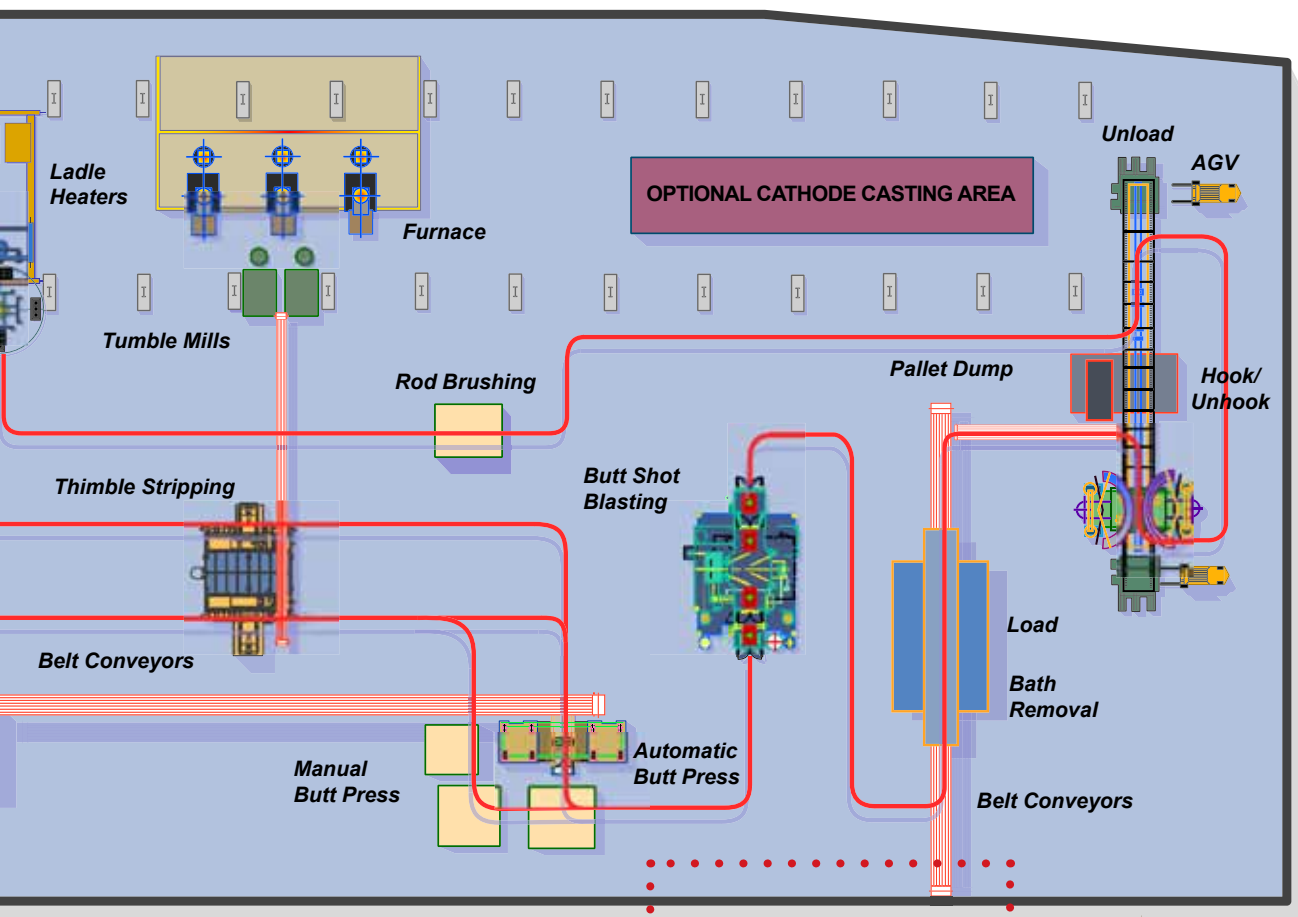 Unload
AGV
Ladle
Heaters
OPTIONAL CATHODE CASTING AREA
Furnace
Tumble Mills
Rod Brushing
Pallet Dump
Hook/
Unhook
Butt Shot
Blasting
Thimble Stripping
Load
Belt Conveyors
Bath
Removal
Automatic
Butt Press
Manual
Butt Press
Belt Conveyors